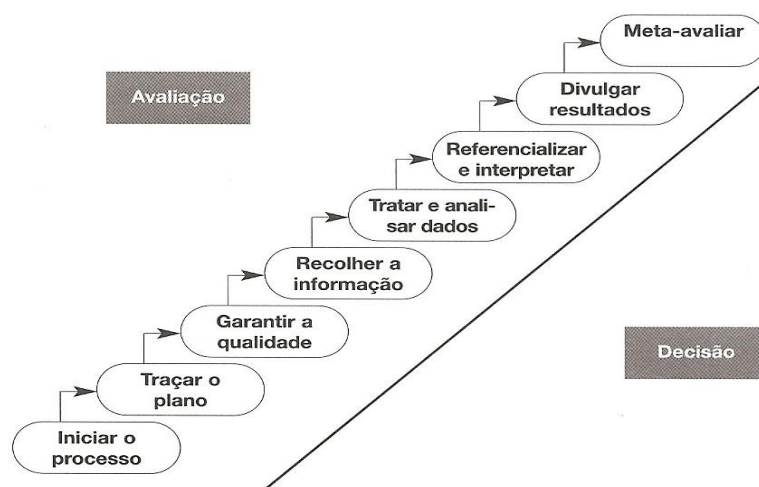 Meta-avaliar
Avaliação
Divulgar
resultados
Referencializar
e interpretar
Tratar e anali-
sar dados
Recolher a
informação
Garantir a
qualidade
Decisão
Traçar o
plano
Iniciar o
processo